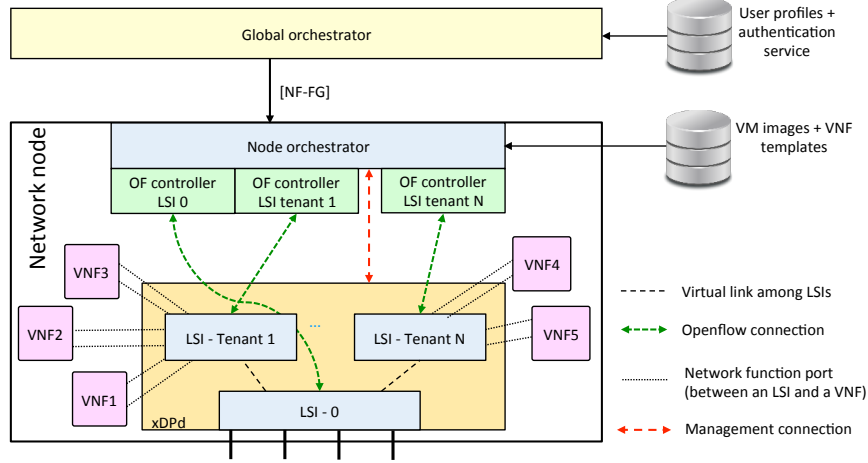 Global orchestrator
User profiles +
authentication
service
[NF-FG]
Network node
Node orchestrator
VM images + VNF
templates
OF controller
LSI 0
OF controller
LSI tenant 1
OF controller
LSI tenant N
VNF3
VNF4
VNF2
VNF5
VNF1
LSI - Tenant 1
...
LSI - Tenant N
LSI - 0
xDPd
Virtual link among LSIs
Openflow connection
Network function port
(between an LSI and a VNF)
Management connection